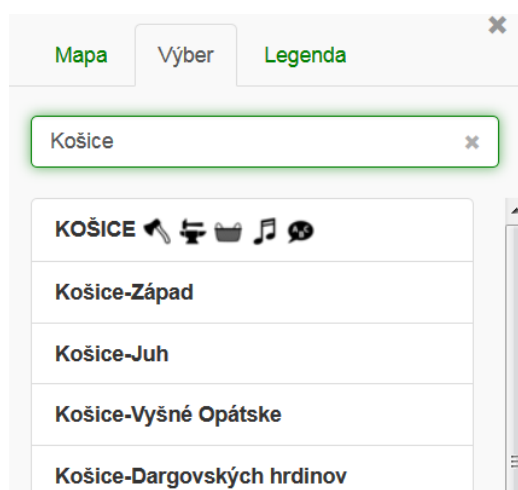 Mapa Výber Legenda
Košice
KOŠICE
Košice-Západ
Košice-Juh
Košice-Vyšné Opátske
Košice-Dargovských hrdinov